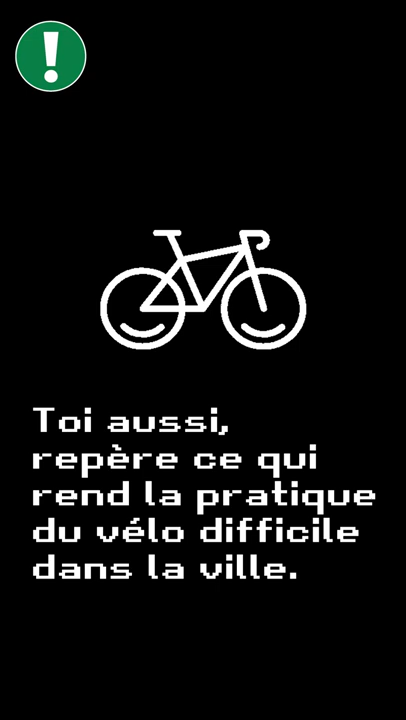 !
Toi aussi,
repère ce qui
rend la pratique
du vélo difficile
dans la ville.